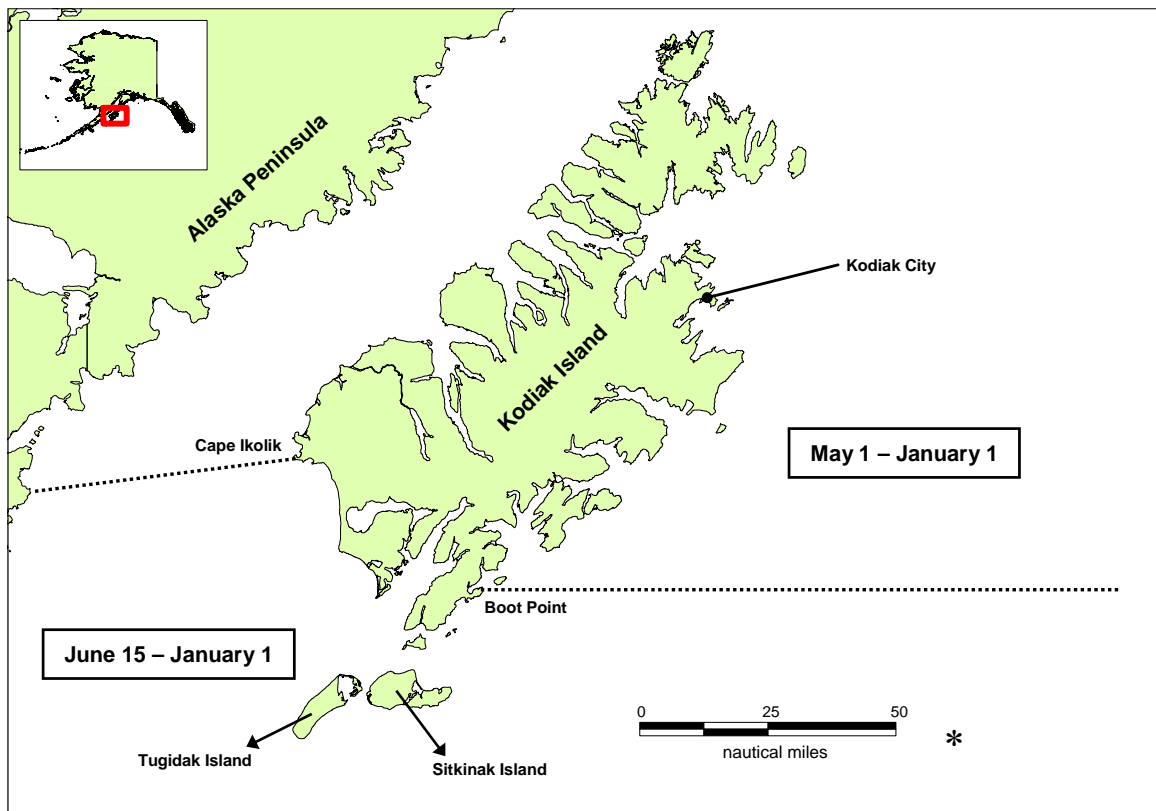 Alaska Peninsula
Kodiak City
Kodiak Island
Cape Ikolik
May 1 – January 1
Boot Point
June 15 – January 1
0 25 50
nautical miles
*
Tugidak Island
Sitkinak Island